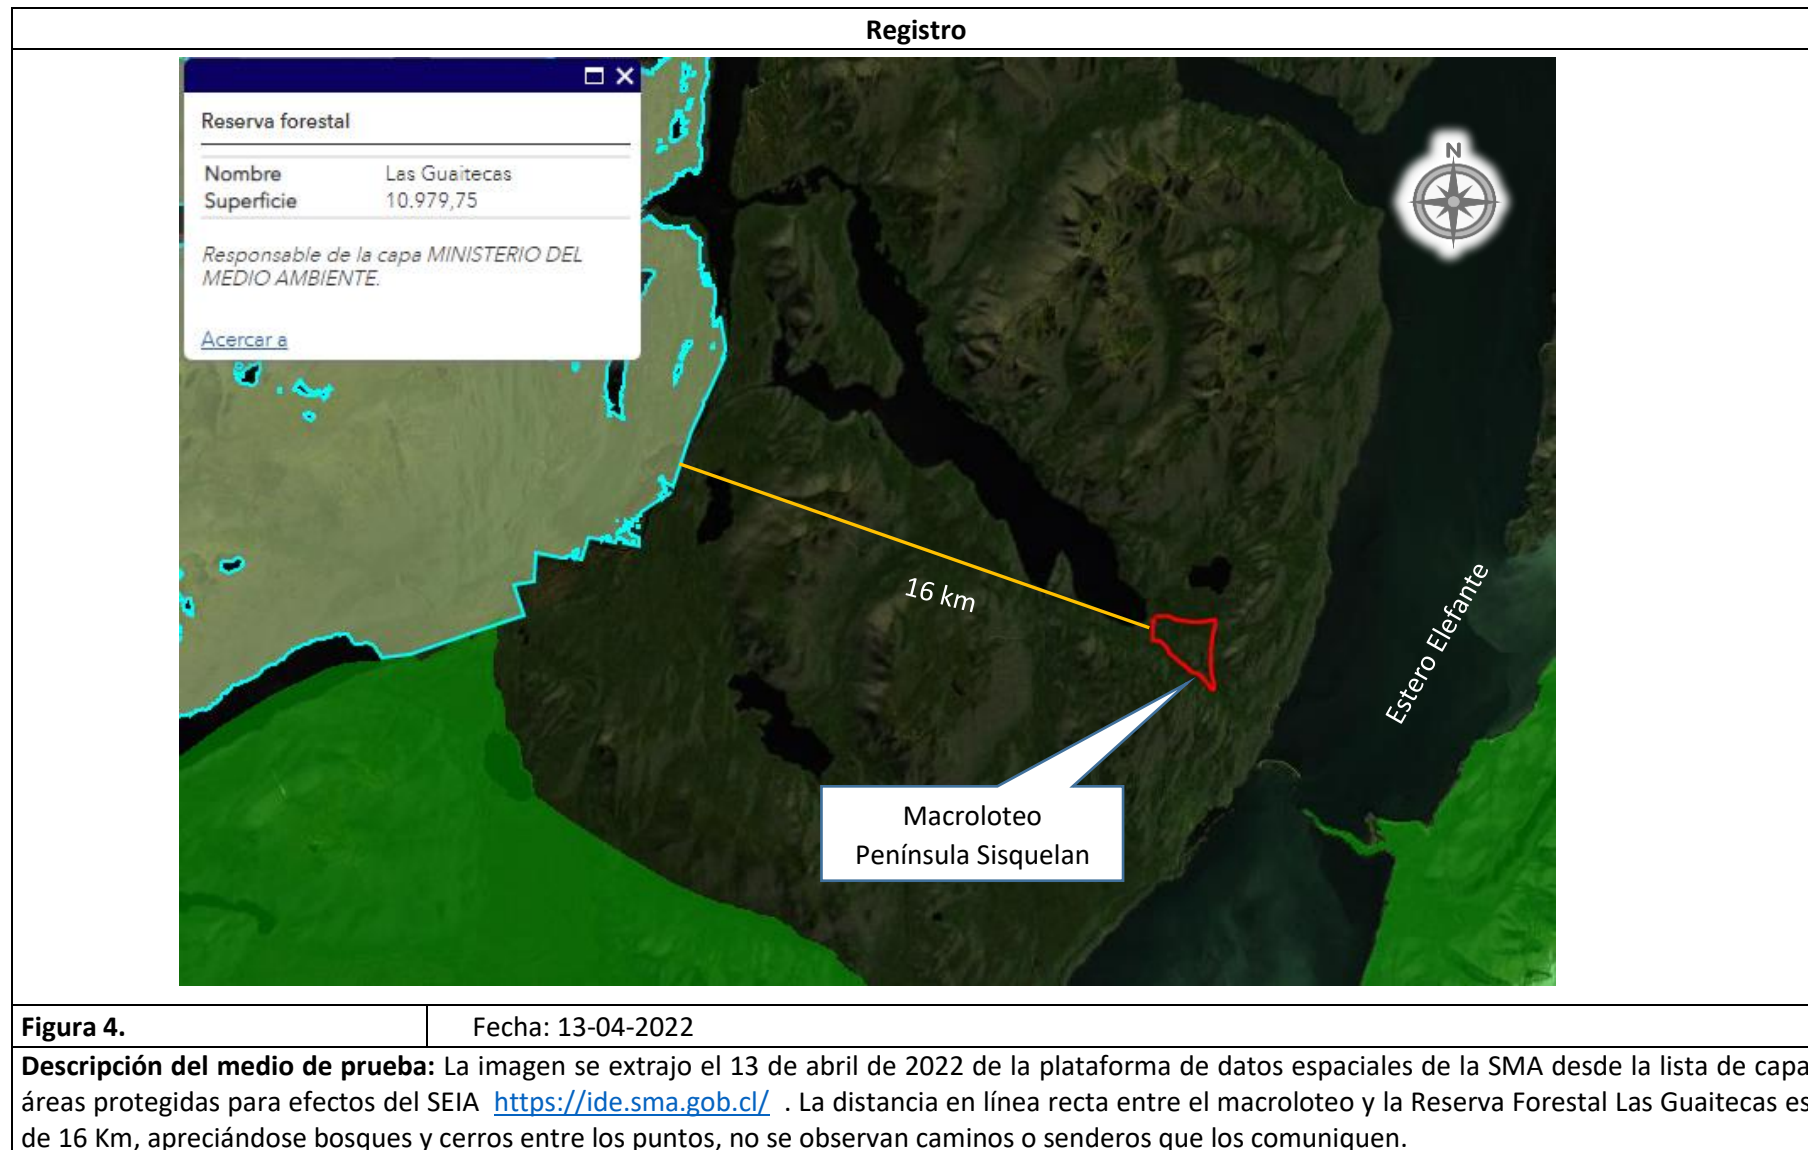 Registro
Reserva forestal
Nombre Las Guaitecas
Superficie 10.979,75
Responsable de la capa MINISTERIO DEL
MEDIO AMBIENTE.
Acercar a
N
16 km
Estero Elefante
Macroloteo
Península Sisquelan
Figura 4. Fecha: 13-04-2022
Descripción del medio de prueba: La imagen se extrajo el 13 de abril de 2022 de la plataforma de datos espaciales de la SMA desde la lista de capa
áreas protegidas para efectos del SEIA https://ide.sma.gob.cl/ . La distancia en línea recta entre el macroloteo y la Reserva Forestal Las Guaitecas es
de 16 Km, apreciándose bosques y cerros entre los puntos, no se observan caminos o senderos que los comuniquen.